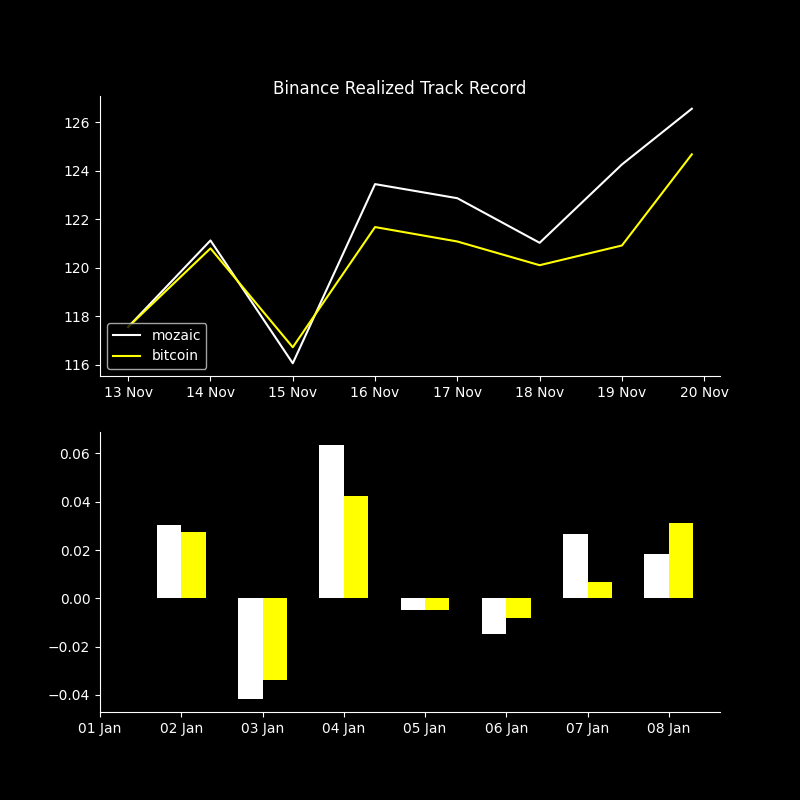 Binance Realized Track Record
126
124
122
120
118
116
mozaic
bitcoin
13 Nov 14 Nov 15 Nov 16 Nov 17 Nov 18 Nov 19 Nov 20 Nov
0.06
0.04
0.02
0.00
−0.02
−0.04
01 Jan 02 Jan 03 Jan 04 Jan 05 Jan 06 Jan 07 Jan 08 Jan